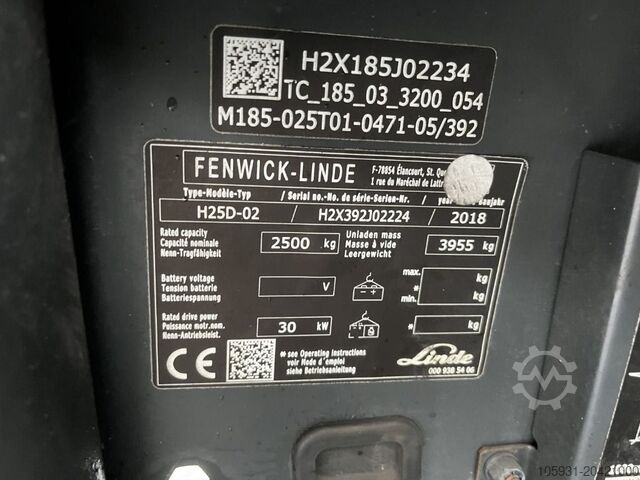 H2X185J02234
TC_185_03_3200_054
M185-025T01-0471-05/392
FENWICK-LINDE
F-78854 Élancourt, St.
1 rue du Maréchal de
Type-Modèle-Typ / Serial no.-No. de série-Serien-Nr. / Baujahr
H25D-02 / H2X392J02224 / 2018
Rated capacity
Capacité nominale
Nenn-Tragfähigkeit
2500 kg
Unladen mass
Masse à vide
Leergewicht
3955 kg
Battery voltage
Tension batterie
Batteriespannung
V
max.
kg
*
min.
kg
Rated drive power
Puissance motr.nom.
Nenn-Antriebsleist.
30 kW
* kg
CE
* see Operating Instructions
voir Mode d'emploi
siehe Betriebsanleitung
Linde
000 938 54 06